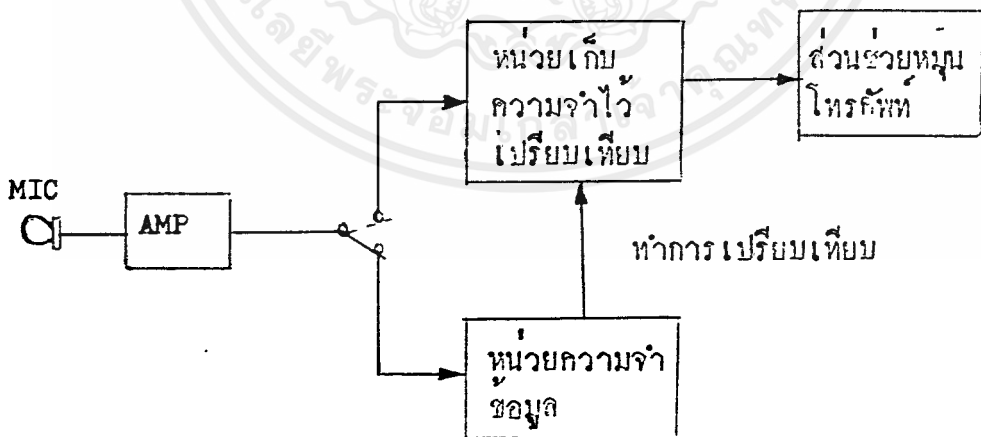 หน่วยเก็บ
ความจำไว้
เปรียบเทียบ
ส่วนช่วยหมุน
โทรศัพท์
MIC
AMP
ทำการเปรียบเทียบ
หน่วยความจำ
ข้อมูล